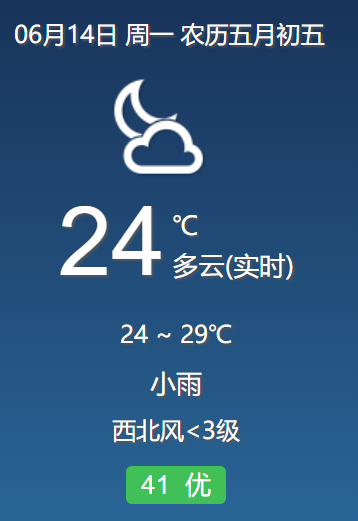 06月14日 周一 农历五月初五
24 ℃
多云(实时)
24 ~ 29℃
小雨
西北风<3级
41 优